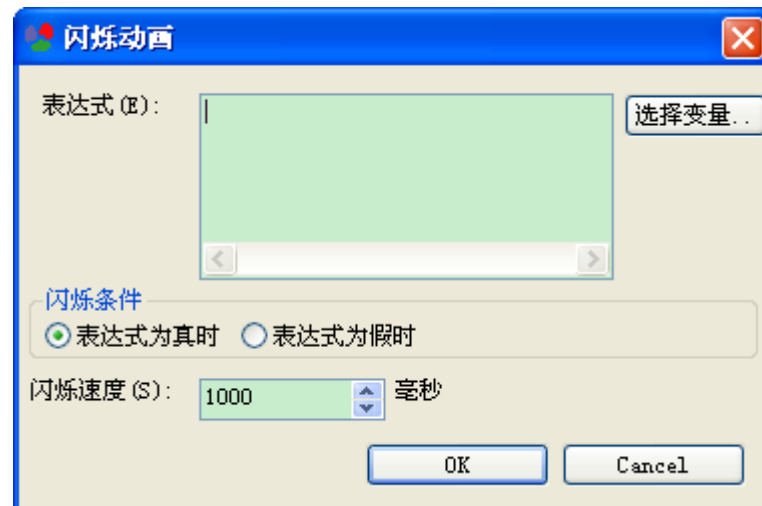 闪烁动画
表达式(E): 选择变量..
闪烁条件
表达式为真时 表达式为假时
闪烁速度(S): 1000 毫秒
OK Cancel